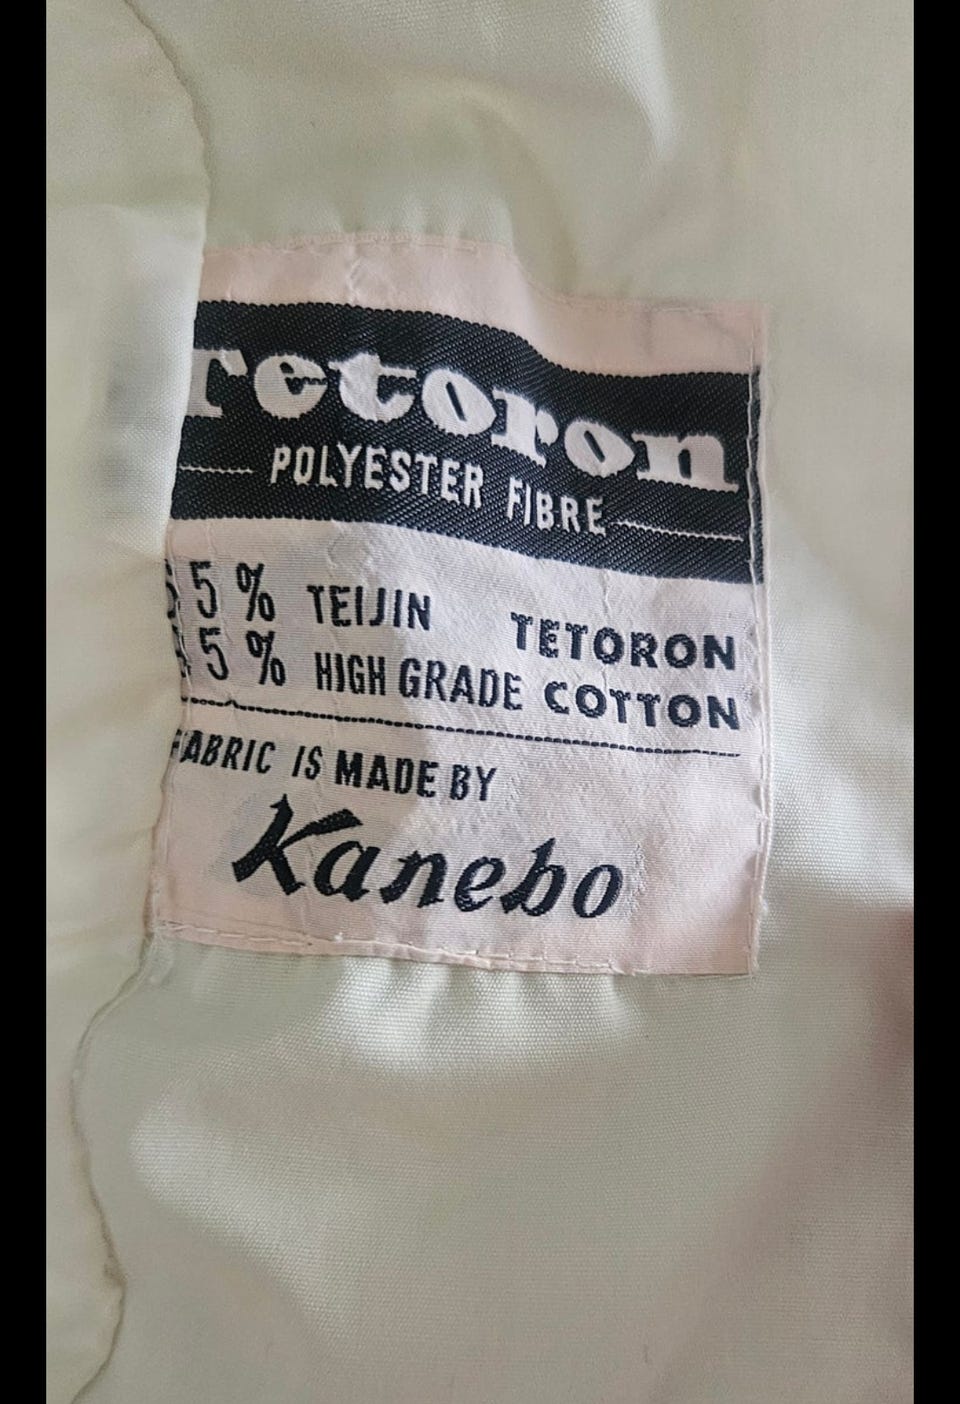 Tetoron
POLYESTER FIBRE
65% TEIJIN TETORON
35% HIGH GRADE COTTON
FABRIC IS MADE BY
Kanebo